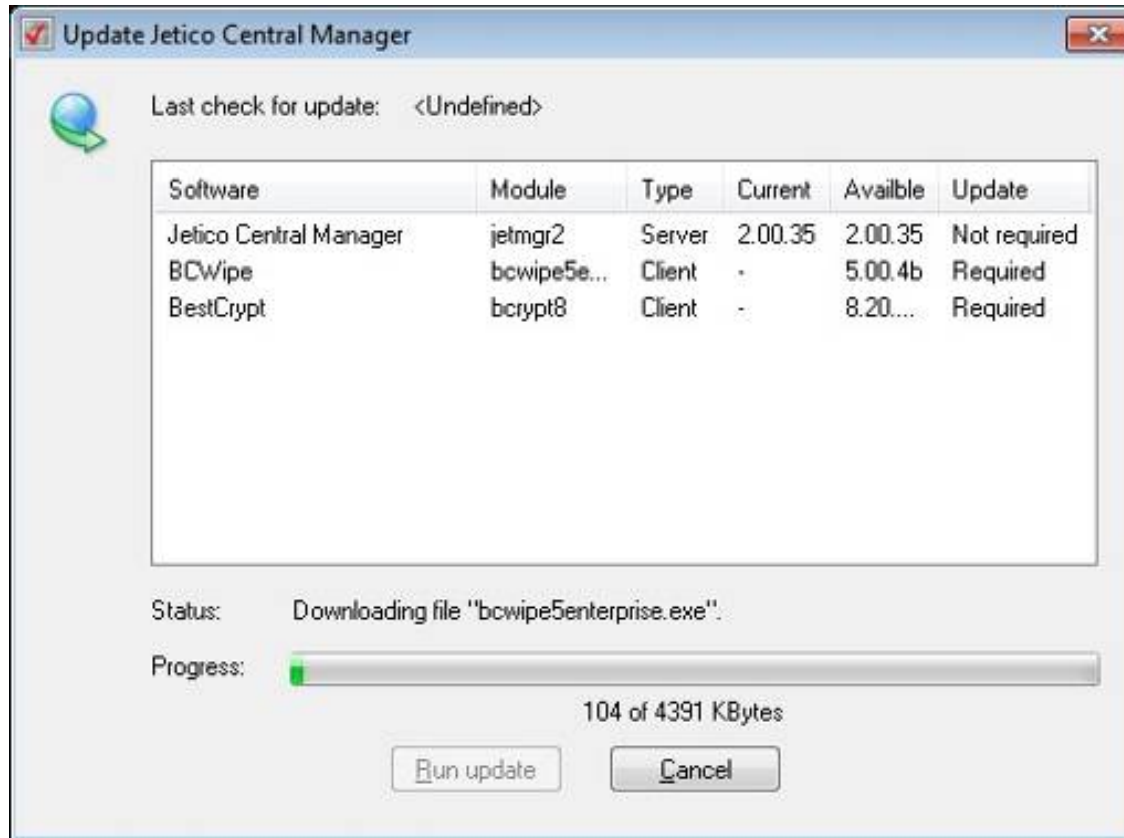 Update Jetico Central Manager
Last check for update: <Undefined>
Software Module Type Current Availble Update
Jetico Central Manager jetmgr2 Server 2.00.35 2.00.35 Not required
BCWipe bcwipe5e... Client - 5.00.4b Required
BestCrypt bcrypt8 Client - 8.20.... Required
Status: Downloading file "bcwipe5enterprise.exe".
Progress:
104 of 4391 KBytes
Run update Cancel